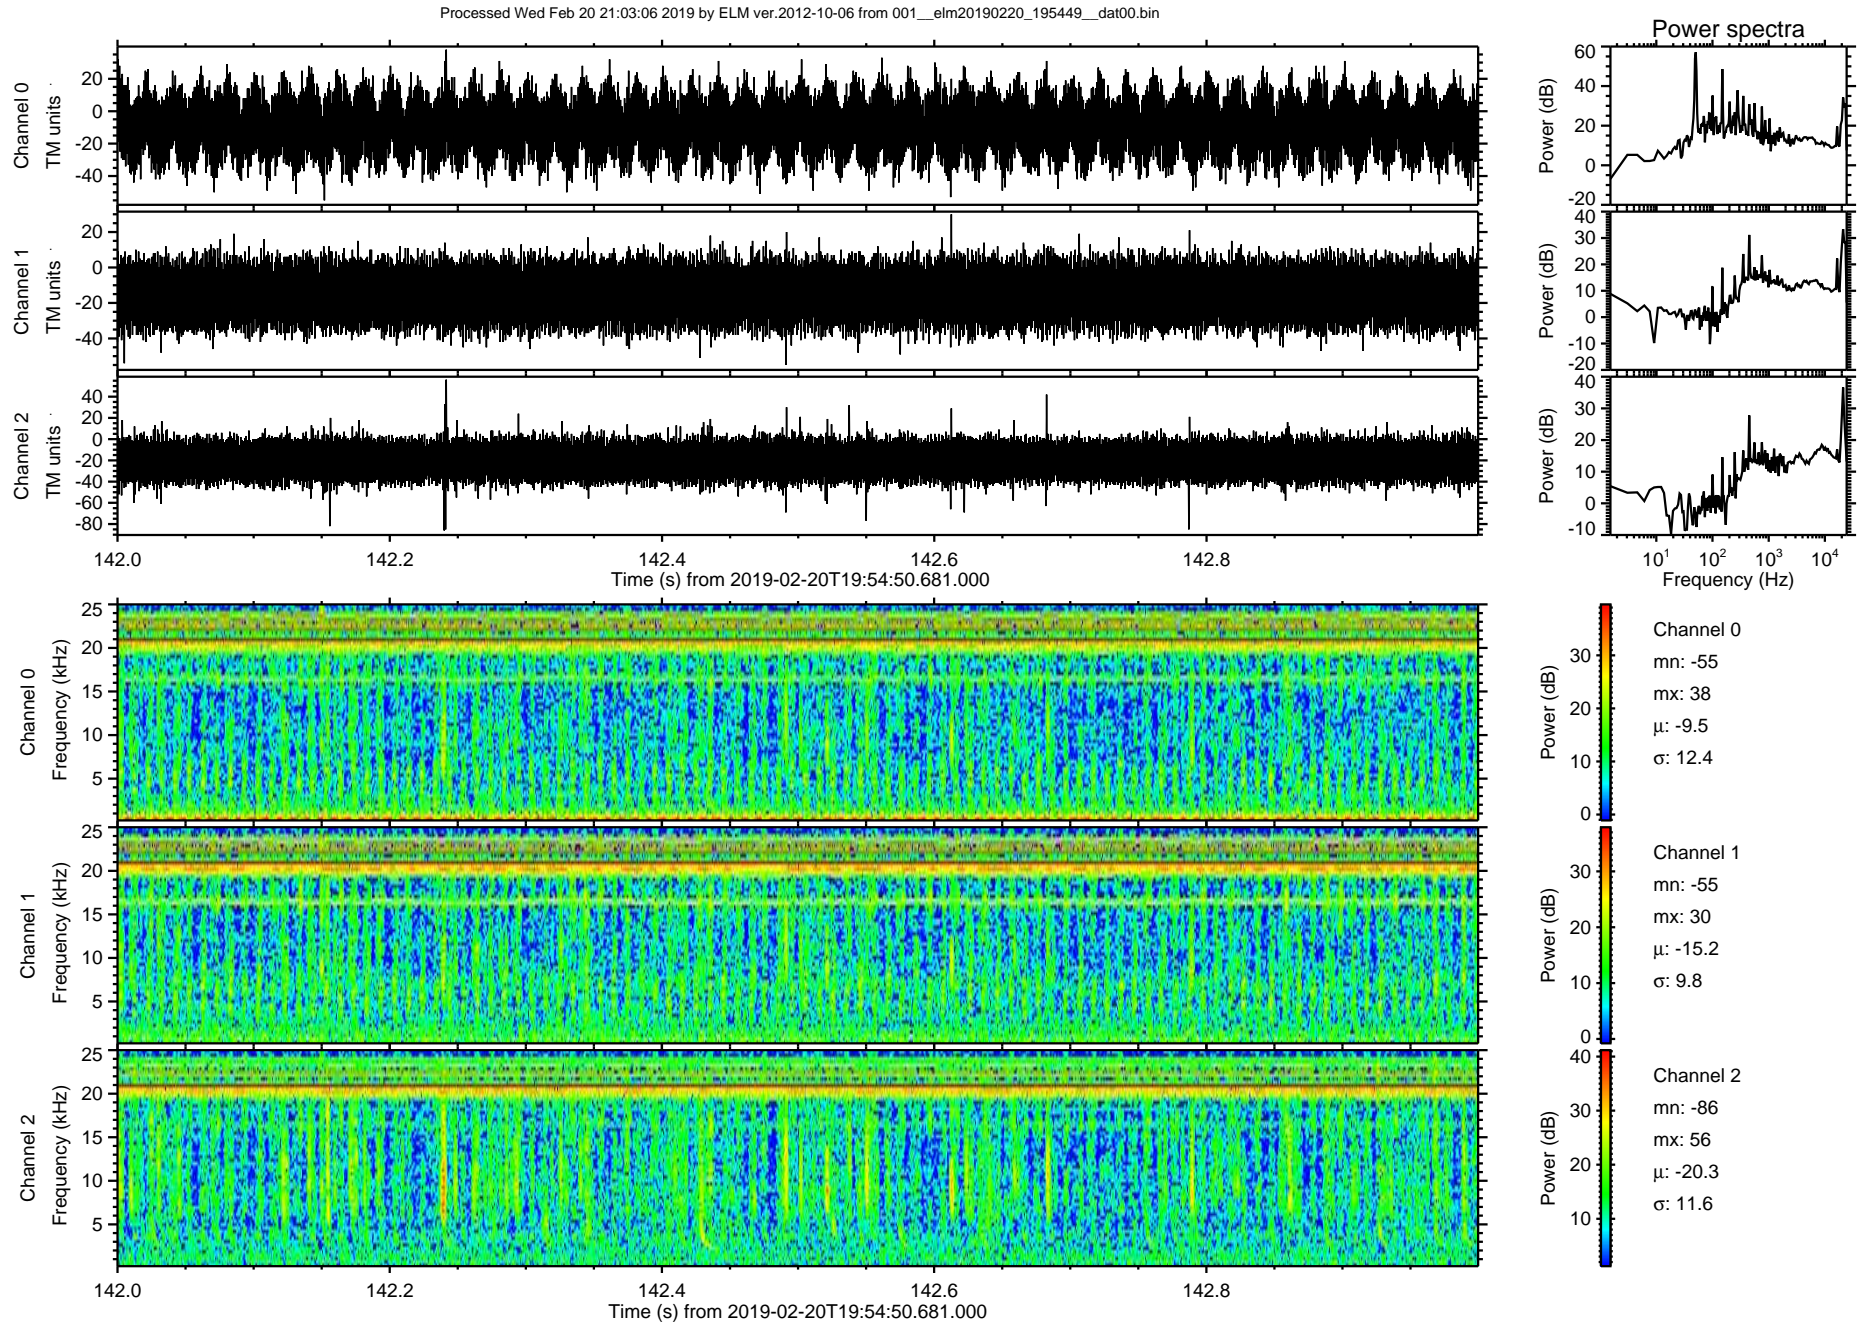 Processed Wed Feb 20 21:03:06 2019 by ELM ver.2012-10-06 from 001__elm20190220_195449__dat00.bin
Power spectra
Channel 0
TM units
20
0
-20
-40
Power (dB)
60
40
20
0
-20
Channel 1
TM units
20
0
-20
-40
Power (dB)
40
30
20
10
0
-10
-20
Channel 2
TM units
40
20
0
-20
-40
-60
-80
Power (dB)
40
30
20
10
0
-10
142.0 142.2 142.4 142.6 142.8
Time (s) from 2019-02-20T19:54:50.681.000
10^1 10^2 10^3 10^4
Frequency (Hz)
Channel 0
Frequency (kHz)
25
20
15
10
5
Power (dB)
30
20
10
0
Channel 0
mn: -55
mx: 38
μ: -9.5
σ: 12.4
Channel 1
Frequency (kHz)
25
20
15
10
5
Power (dB)
30
20
10
0
Channel 1
mn: -55
mx: 30
μ: -15.2
σ: 9.8
Channel 2
Frequency (kHz)
25
20
15
10
5
Power (dB)
40
30
20
10
Channel 2
mn: -86
mx: 56
μ: -20.3
σ: 11.6
142.0 142.2 142.4 142.6 142.8
Time (s) from 2019-02-20T19:54:50.681.000